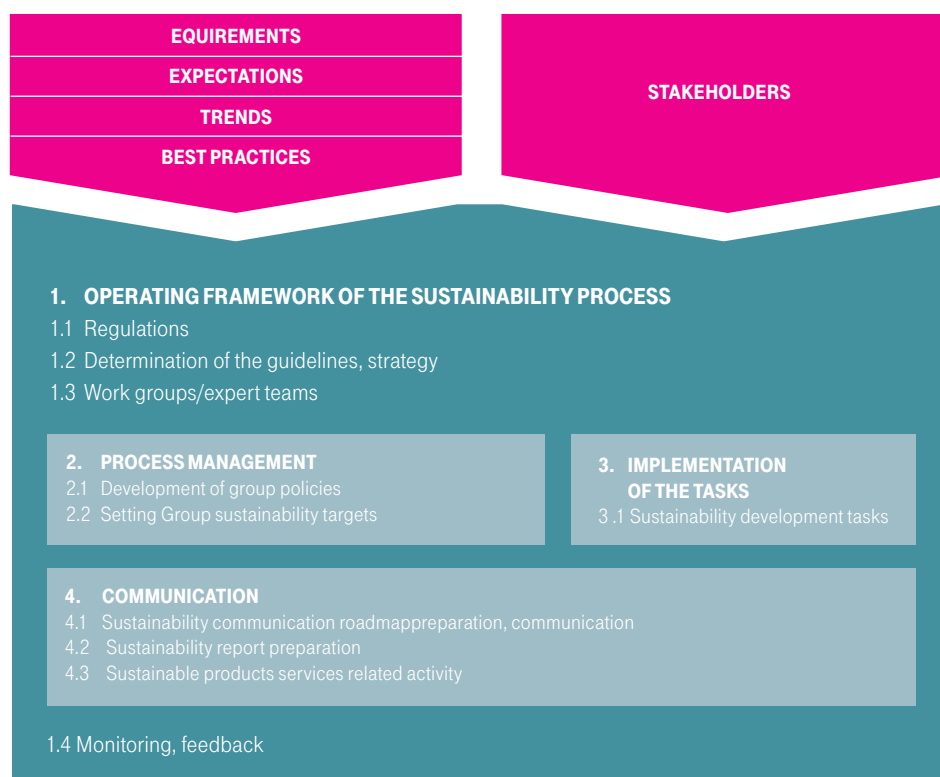 EQUIREMENTS
EXPECTATIONS
TRENDS
BEST PRACTICES
STAKEHOLDERS
1. OPERATING FRAMEWORK OF THE SUSTAINABILITY PROCESS
1.1 Regulations
1.2 Determination of the guidelines, strategy
1.3 Work groups/expert teams
2. PROCESS MANAGEMENT
2.1 Development of group policies
2.2 Setting Group sustainability targets
3. IMPLEMENTATION
OF THE TASKS
3 .1 Sustainability development tasks
4. COMMUNICATION
4.1 Sustainability communication roadmappreparation, communication
4.2 Sustainability report preparation
4.3 Sustainable products services related activity
1.4 Monitoring, feedback